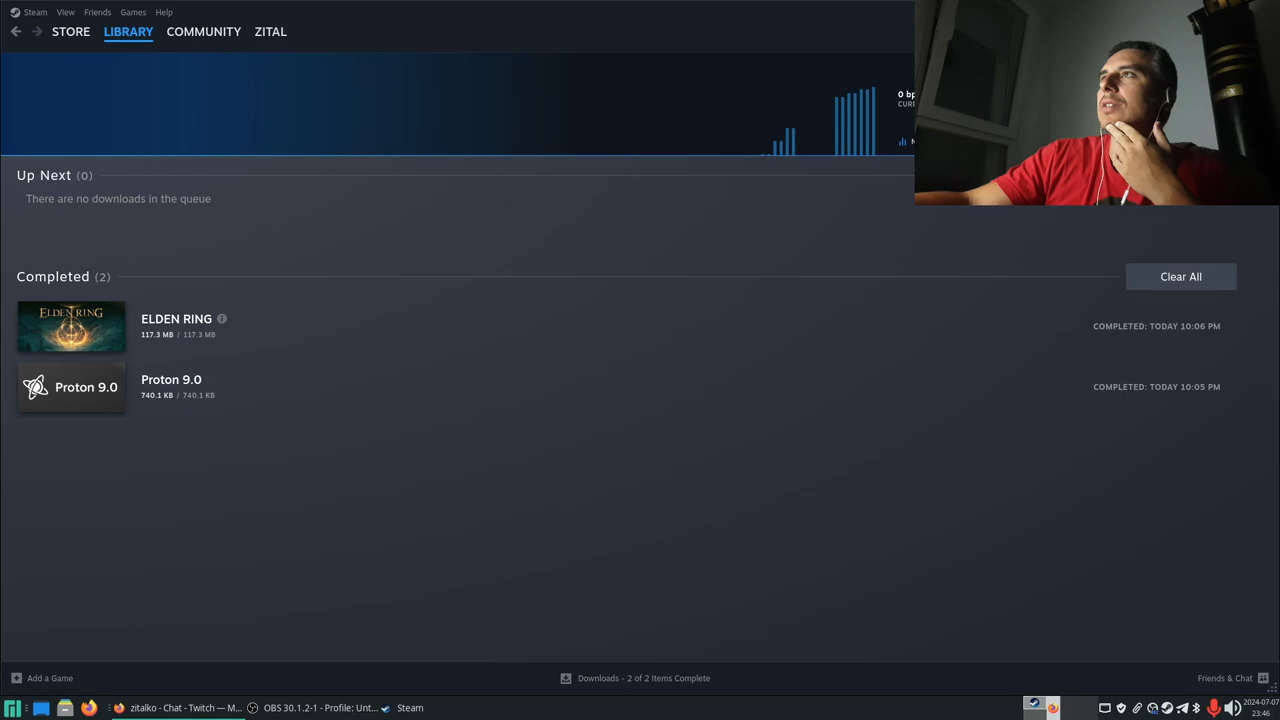 Steam View Friends Games Help
STORE LIBRARY COMMUNITY ZITAL
0
Up Next (0)
There are no downloads in the queue
Completed (2)
Clear All
ELDEN RING
ELDEN RING
117.3 MB / 117.3 MB
COMPLETED: TODAY 10:06 PM
Proton 9.0
Proton 9.0
740.1 KB / 740.1 KB
COMPLETED: TODAY 10:05 PM
Add a Game
Downloads - 2 of 2 Items Complete
Friends & Chat
zitalko - Chat - Twitch — M...
OBS 30.1.2-1 - Profile: Unt...
Steam
2024-07-07
23:46